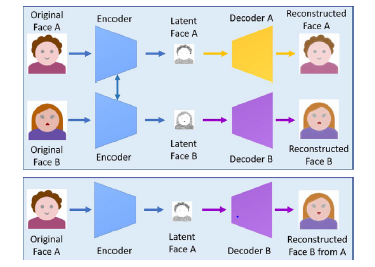 Original
Face A
Encoder
Latent
Face A
Decoder A
Reconstructed
Face A
Original
Face B
Encoder
Latent
Face B
Decoder B
Reconstructed
Face B
Original
Face A
Encoder
Latent
Face A
Decoder B
Reconstructed
Face B from A